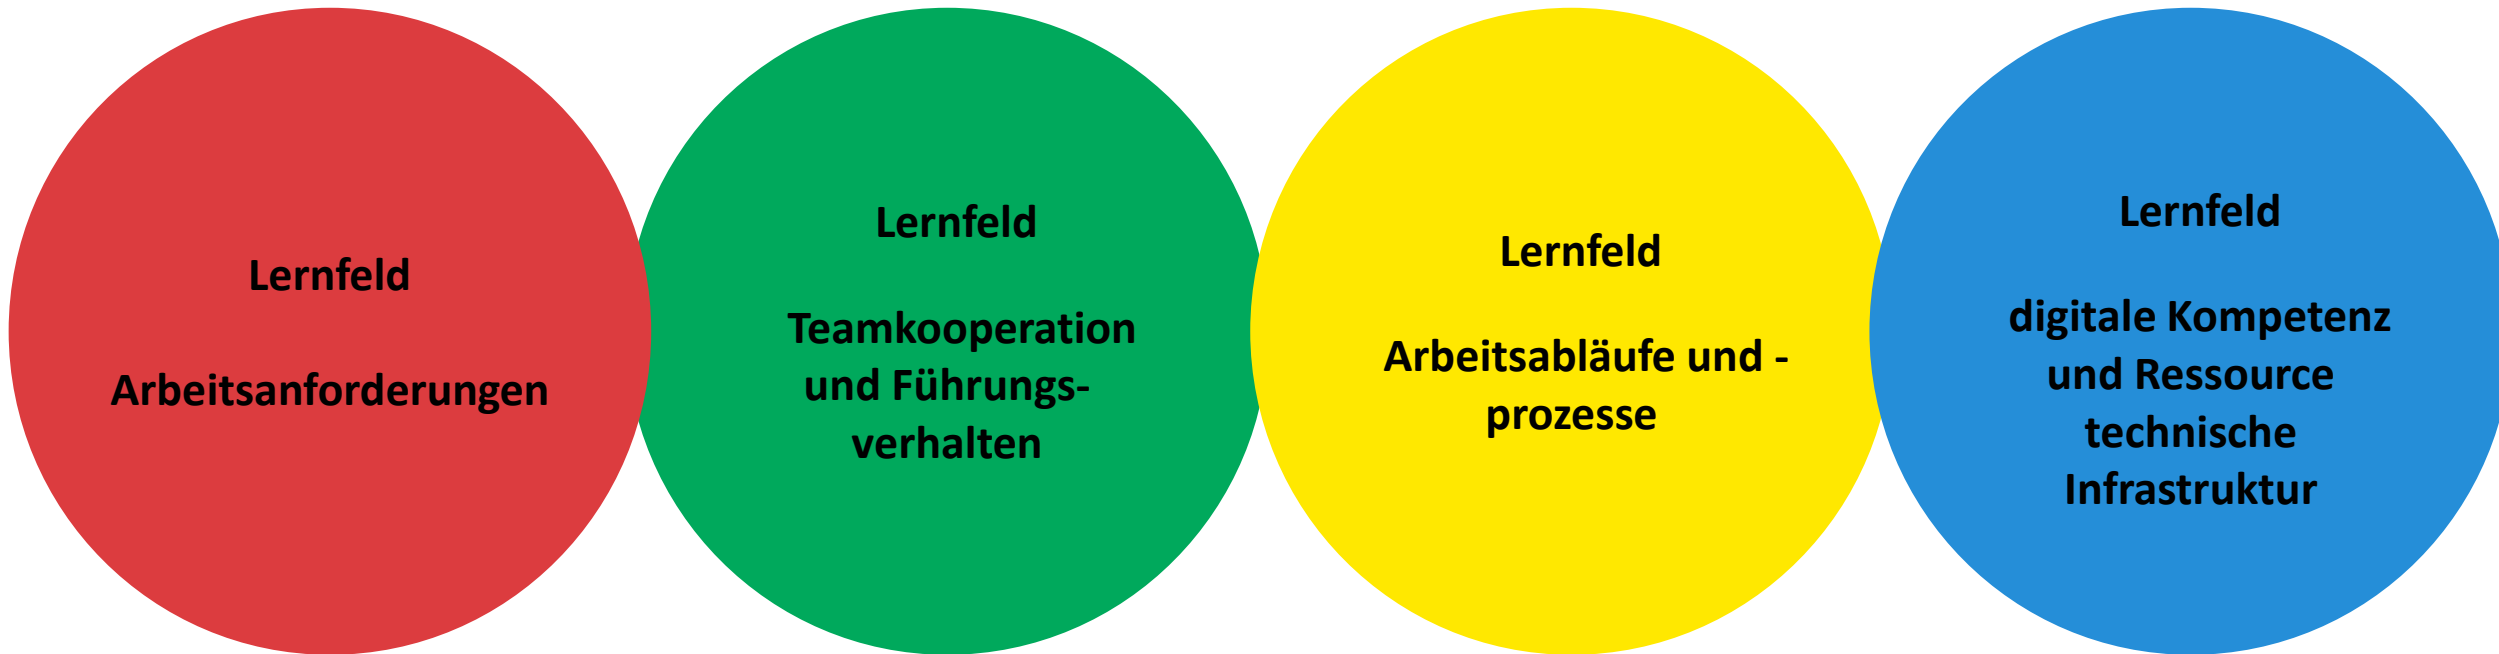 Lernfeld
Arbeitsanforderungen
Lernfeld
Teamkooperation
und Führungs-
verhalten
Lernfeld
Arbeitsabläufe und -
prozesse
Lernfeld
digitale Kompetenz
und Ressource
technische
Infrastruktur